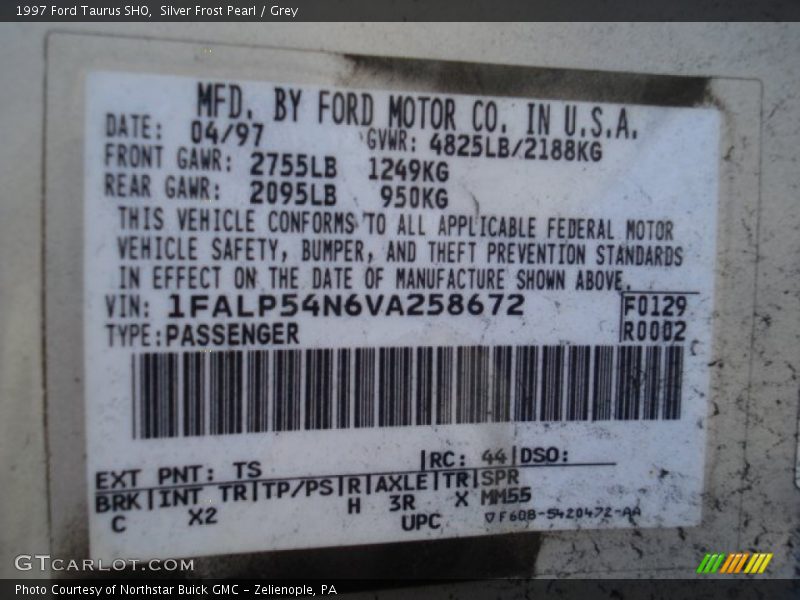 1997 Ford Taurus SHO,  Silver Frost Pearl / Grey
MFD. BY FORD MOTOR CO. IN U.S.A.
DATE: 04/97 GVWR: 4825LB/2188KG
FRONT GAWR: 2755LB 1249KG
REAR GAWR: 2095LB 950KG
THIS VEHICLE CONFORMS TO ALL APPLICABLE FEDERAL MOTOR
VEHICLE SAFETY, BUMPER, AND THEFT PREVENTION STANDARDS
IN EFFECT ON THE DATE OF MANUFACTURE SHOWN ABOVE.
VIN: 1FALP54N6VA258672 F0129
TYPE: PASSENGER R0002
EXT PNT: TS |RC: 44|DSO:
BRK|INT TR|TP/PS|R|AXLE|TR|SPR
C X2 H 3R X MM55
UPC ▽F6DB-5420472-AA
GTCARLOT.COM
Photo Courtesy of Northstar Buick GMC – Zelienople, PA